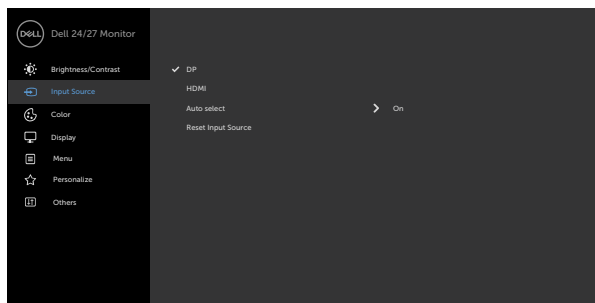 DELL Dell 24/27 Monitor
Brightness/Contrast
Input Source
Color
Display
Menu
Personalize
Others
DP
HDMI
Auto select On
Reset Input Source